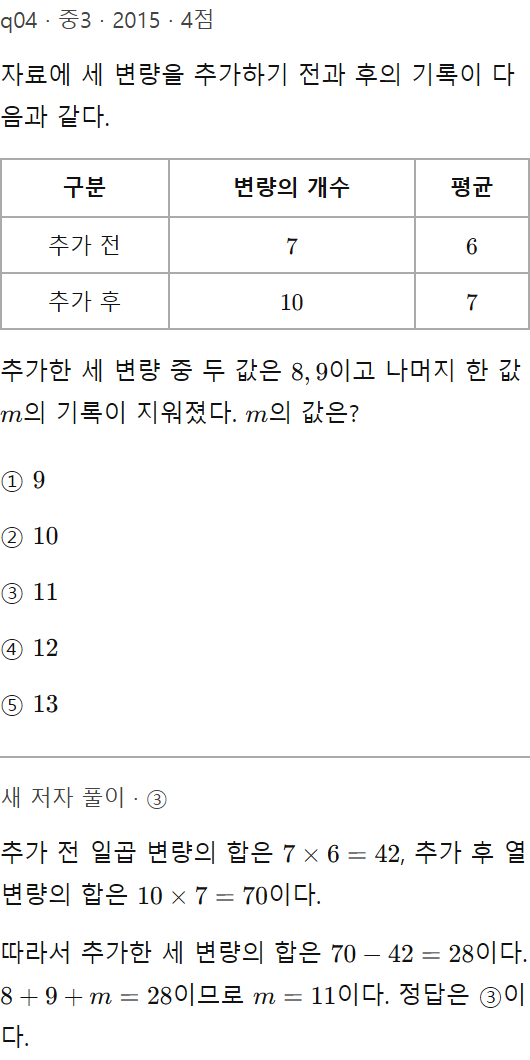 q04 · 중3 · 2015 · 4점
자료에 세 변량을 추가하기 전과 후의 기록이 다
음과 같다.
구분 변량의 개수 평균
추가 전 7 6
추가 후 10 7
추가한 세 변량 중 두 값은 8, 9이고 나머지 한 값
m의 기록이 지워졌다. m의 값은?
① 9
② 10
③ 11
④ 12
⑤ 13
새 저자 풀이 · ③
추가 전 일곱 변량의 합은 7 × 6 = 42, 추가 후 열
변량의 합은 10 × 7 = 70이다.
따라서 추가한 세 변량의 합은 70 − 42 = 28이다.
8 + 9 + m = 28이므로 m = 11이다. 정답은 ③이
다.